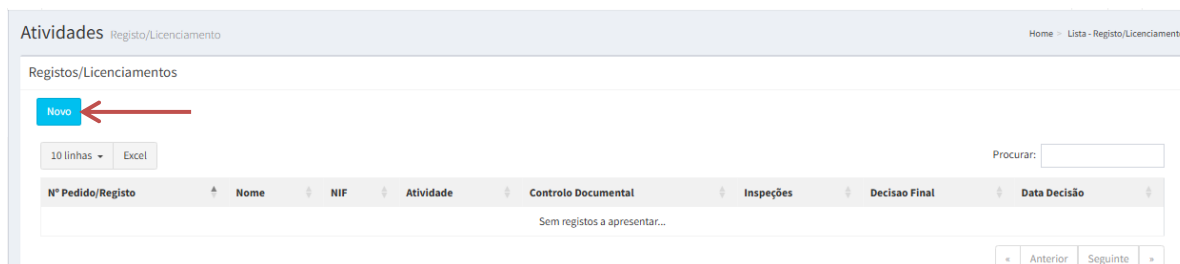 Atividades Registo/Licenciamento Home > Lista - Registo/Licenciamento
Registos/Licenciamentos
Novo
10 linhas Excel Procurar:
Nº Pedido/Registo Nome NIF Atividade Controlo Documental Inspeções Decisao Final Data Decisão
Sem registos a apresentar...
« Anterior Seguinte »